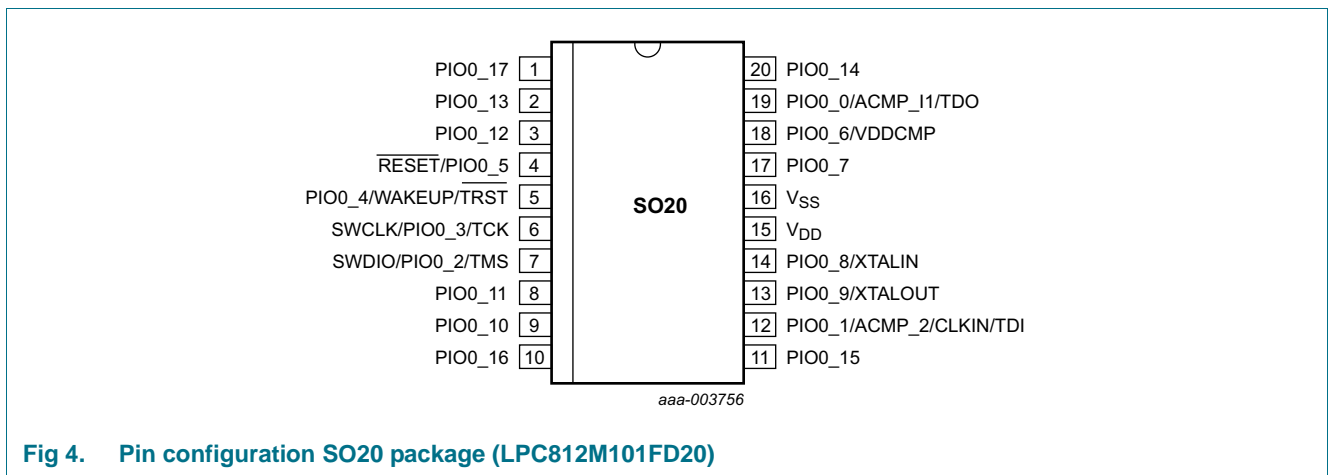 PIO0_17 1
PIO0_13 2
PIO0_12 3
RESET/PIO0_5 4
PIO0_4/WAKEUP/TRST 5
SWCLK/PIO0_3/TCK 6
SWDIO/PIO0_2/TMS 7
PIO0_11 8
PIO0_10 9
PIO0_16 10
SO20
20 PIO0_14
19 PIO0_0/ACMP_I1/TDO
18 PIO0_6/VDDCMP
17 PIO0_7
16 VSS
15 VDD
14 PIO0_8/XTALIN
13 PIO0_9/XTALOUT
12 PIO0_1/ACMP_2/CLKIN/TDI
11 PIO0_15
aaa-003756
Fig 4. Pin configuration SO20 package (LPC812M101FD20)